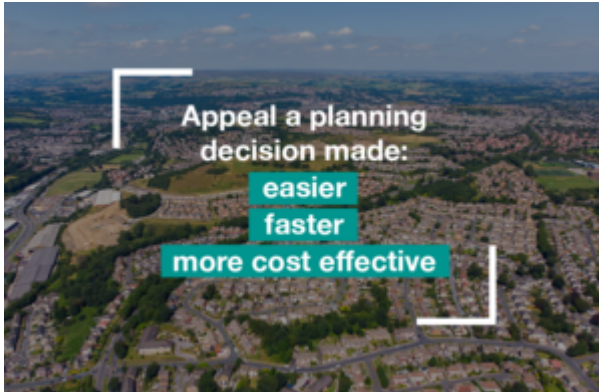 Appeal a planning
decision made:
easier
faster
more cost effective